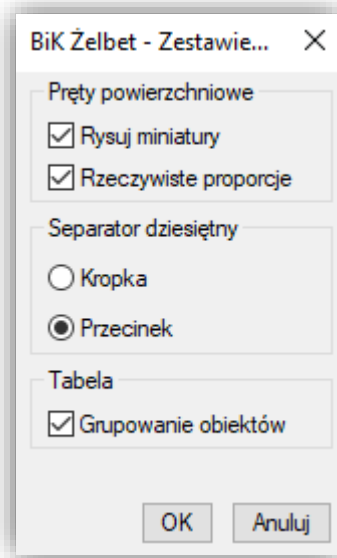 BiK Żelbet - Zestawie...
Pręty powierzchniowe
Rysuj miniatury
Rzeczywiste proporcje
Separator dziesiętny
Kropka
Przecinek
Tabela
Grupowanie obiektów
OK Anuluj